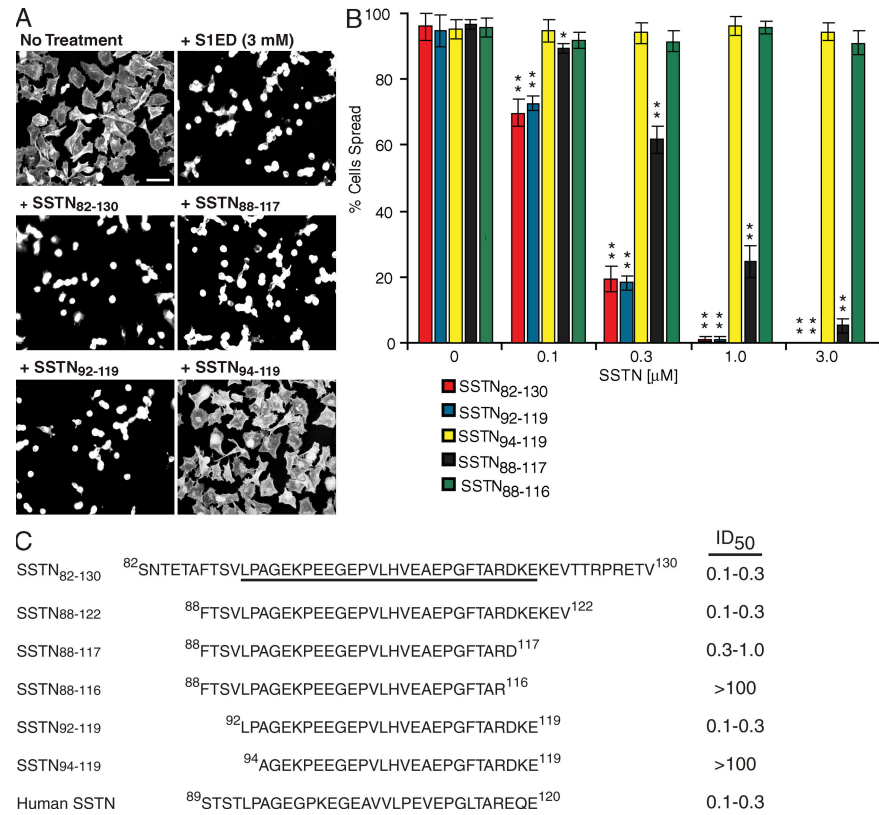 A
No Treatment
+ S1ED (3 mM)
+ SSTN82-130
+ SSTN88-117
+ SSTN92-119
+ SSTN94-119
B
% Cells Spread
100
80
60
40
20
0
* *
* *
*
* *
* *
* *
* *
* *
* *
* *
* *
* *
0
0.1
0.3
1.0
3.0
SSTN [µM]
SSTN82-130
SSTN92-119
SSTN94-119
SSTN88-117
SSTN88-116
C
ID50
SSTN82-130 82SNTETAFTSVLPAGEKPEEGEPVLHVEAEPGFTARDKEKEVTTRPRETV130 0.1-0.3
SSTN88-122 88FTSVLPAGEKPEEGEPVLHVEAEPGFTARDKEKEV122 0.1-0.3
SSTN88-117 88FTSVLPAGEKPEEGEPVLHVEAEPGFTARD117 0.3-1.0
SSTN88-116 88FTSVLPAGEKPEEGEPVLHVEAEPGFTAR116 >100
SSTN92-119 92LPAGEKPEEGEPVLHVEAEPGFTARDKE119 0.1-0.3
SSTN94-119 94AGEKPEEGEPVLHVEAEPGFTARDKE119 >100
Human SSTN 89STSTLPAGEGPKEGEAVVLPEVEPGLTAREQE120 0.1-0.3